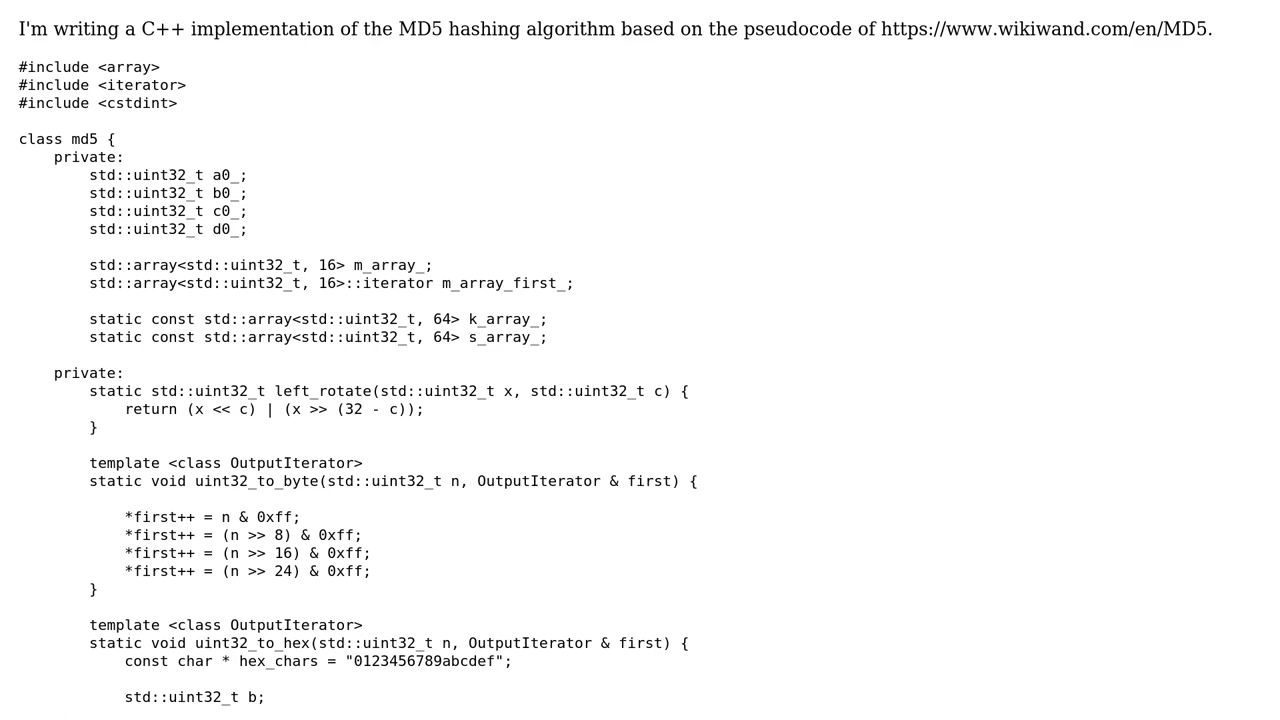 I'm writing a C++ implementation of the MD5 hashing algorithm based on the pseudocode of https://www.wikiwand.com/en/MD5.
#include <array>
#include <iterator>
#include <cstdint>
class md5 {
    private:
        std::uint32_t a0_;
        std::uint32_t b0_;
        std::uint32_t c0_;
        std::uint32_t d0_;
        std::array<std::uint32_t, 16> m_array_;
        std::array<std::uint32_t, 16>::iterator m_array_first_;
        static const std::array<std::uint32_t, 64> k_array_;
        static const std::array<std::uint32_t, 64> s_array_;
    private:
        static std::uint32_t left_rotate(std::uint32_t x, std::uint32_t c) {
            return (x << c) | (x >> (32 - c));
        }
        template <class OutputIterator>
        static void uint32_to_byte(std::uint32_t n, OutputIterator & first) {
            *first++ = n & 0xff;
            *first++ = (n >> 8) & 0xff;
            *first++ = (n >> 16) & 0xff;
            *first++ = (n >> 24) & 0xff;
        }
        template <class OutputIterator>
        static void uint32_to_hex(std::uint32_t n, OutputIterator & first) {
            const char * hex_chars = "0123456789abcdef";
            std::uint32_t b;